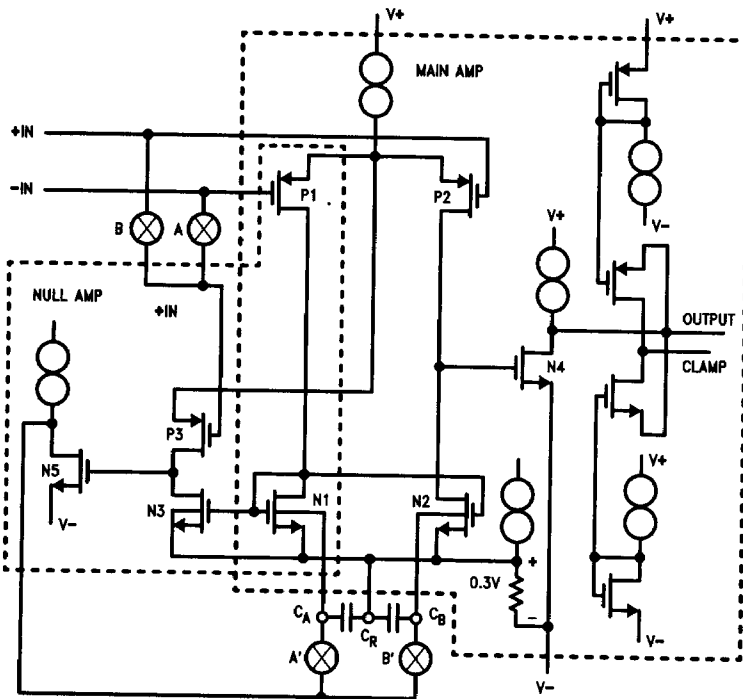 V+
V+
MAIN AMP
+IN
-IN
P1
P2
B
A
V+
V-
NULL AMP
+IN
OUTPUT
CLAMP
N4
P3
N5
V+
N3
N1
N2
V-
+
0.3V
-
CA
CR
CB
A'
B'
V-
V-